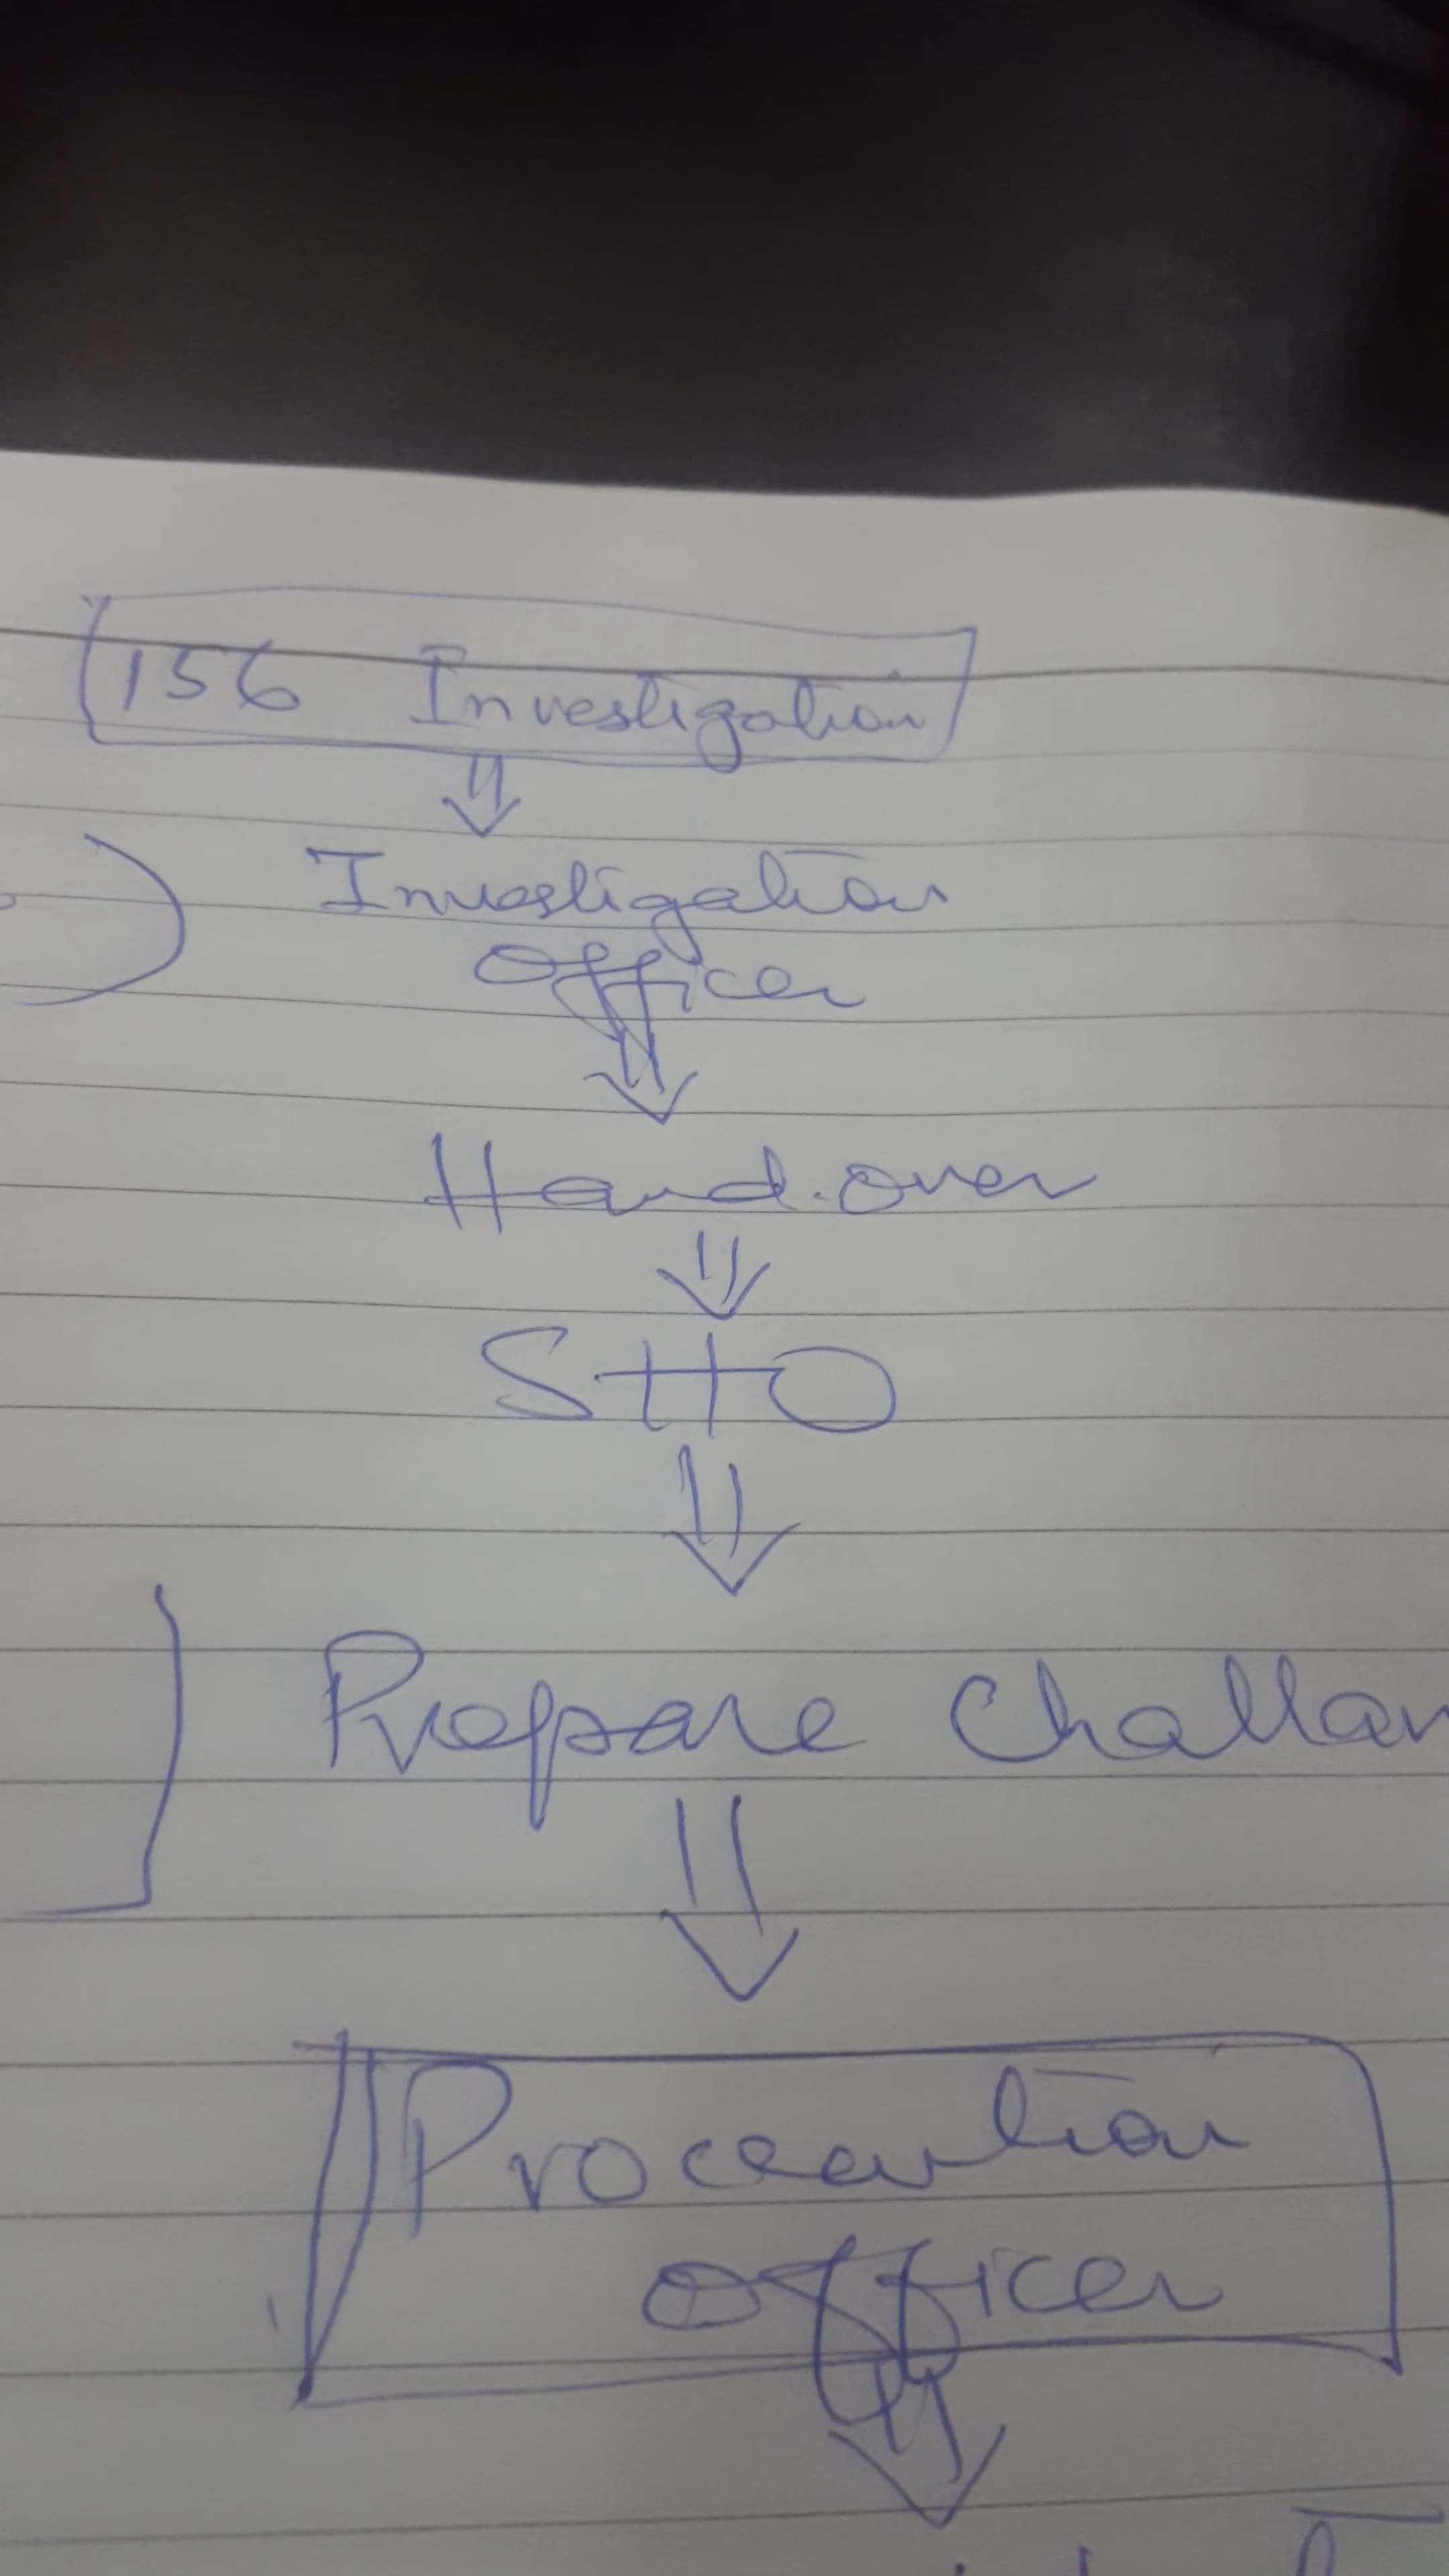 156 Investigation
Investigation
officer
Hand.over
SHO
Prepare Challan
Procecution
officer